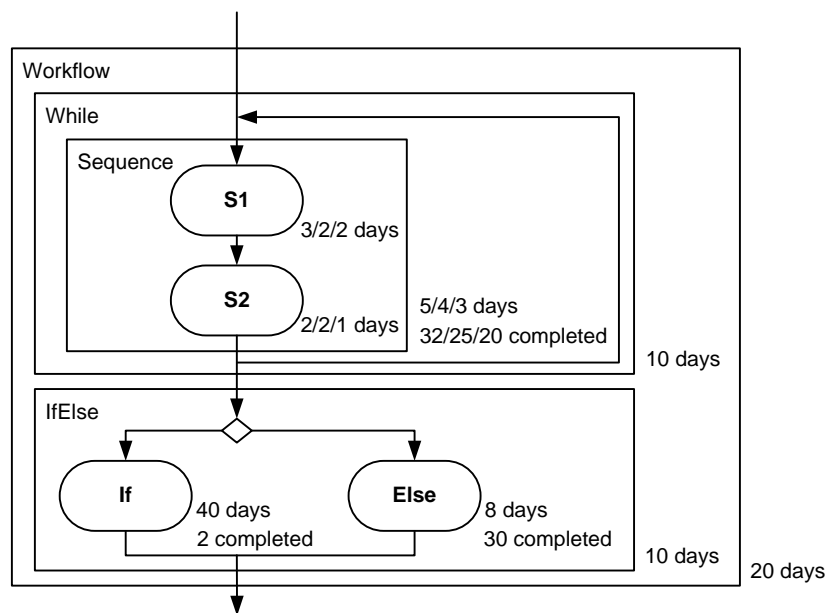 Workflow
While
Sequence
S1
3/2/2 days
S2
2/2/1 days
5/4/3 days
32/25/20 completed
10 days
IfElse
If
40 days
2 completed
Else
8 days
30 completed
10 days
20 days